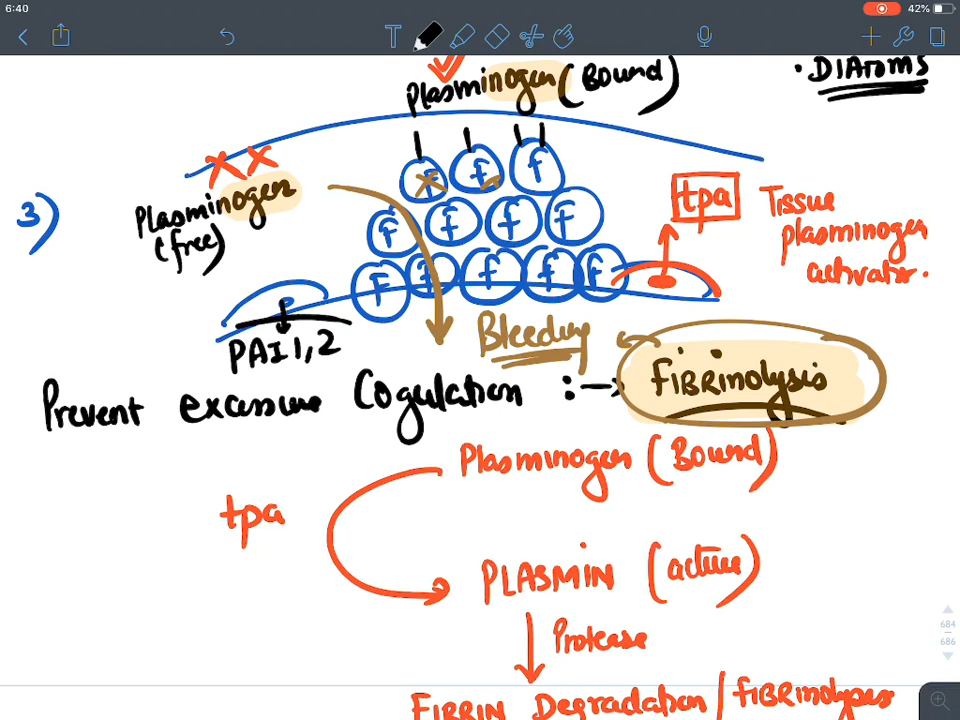 6:40
42%
T
Plasminogen (Bound)
• DIAToMS
3)
Plasminogen
(free)
f f f
f f f f
f f f f f
tpa
Tissue
plasminogen
activator.
PAI 1, 2
Bleeding
Prevent excessive Cogulation :→ FIBRinolysis
Plasminogen (Bound)
tpa
PLASMIN (active)
Protease
684
686
FIBRIN Degradation / FIBRINolysis